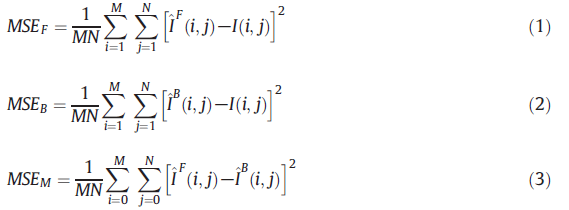 MSE_F = \frac{1}{MN} \sum_{i=1}^{M} \sum_{j=1}^{N} \left[ \hat{I}^F(i,j) - I(i,j) \right]^2 (1)
MSE_B = \frac{1}{MN} \sum_{i=1}^{M} \sum_{j=1}^{N} \left[ \hat{I}^B(i,j) - I(i,j) \right]^2 (2)
MSE_M = \frac{1}{MN} \sum_{i=0}^{M} \sum_{j=0}^{N} \left[ \hat{I}^F(i,j) - \hat{I}^B(i,j) \right]^2 (3)